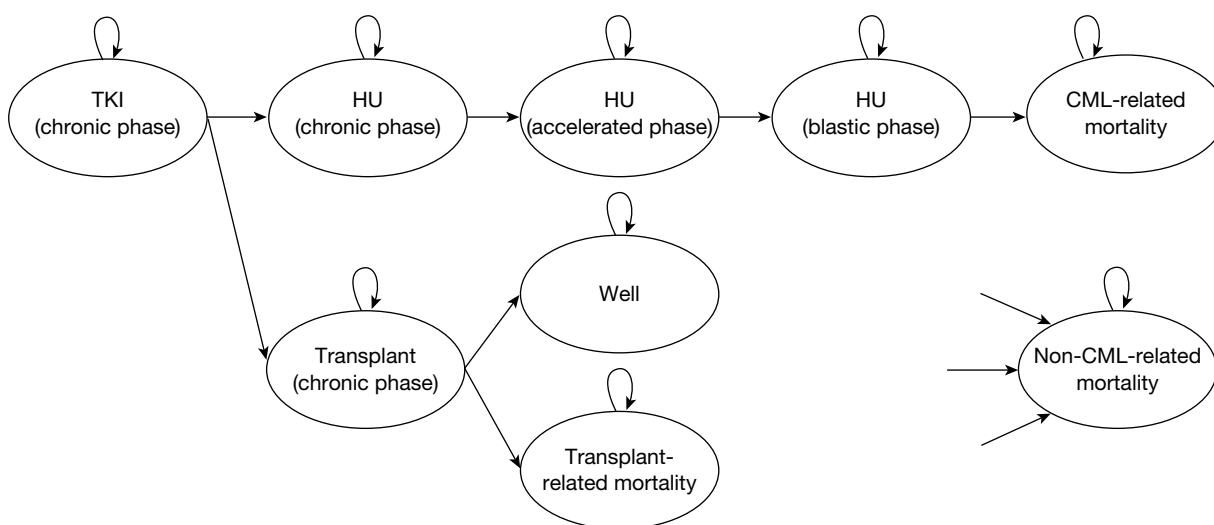 TKI
(chronic phase)
HU
(chronic phase)
HU
(accelerated phase)
HU
(blastic phase)
CML-related
mortality
Well
Transplant
(chronic phase)
Non-CML-related
mortality
Transplant-
related mortality